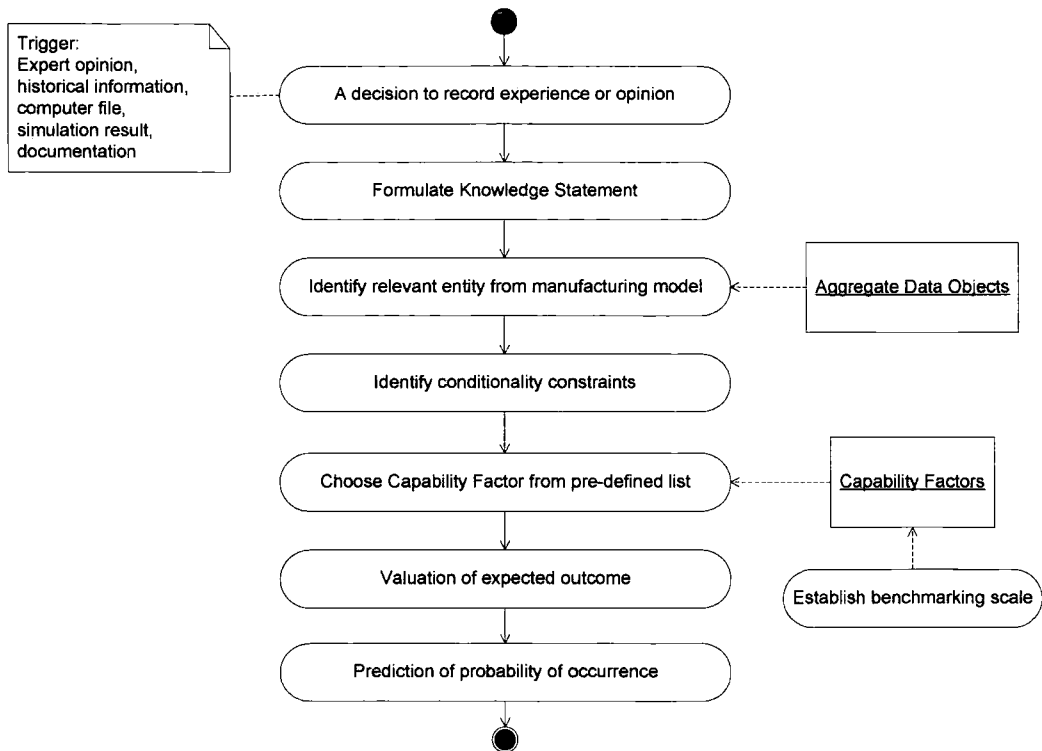 Trigger:
Expert opinion,
historical information,
computer file,
simulation result,
documentation
A decision to record experience or opinion
Formulate Knowledge Statement
Identify relevant entity from manufacturing model
Aggregate Data Objects
Identify conditionality constraints
Choose Capability Factor from pre-defined list
Capability Factors
Valuation of expected outcome
Establish benchmarking scale
Prediction of probability of occurrence